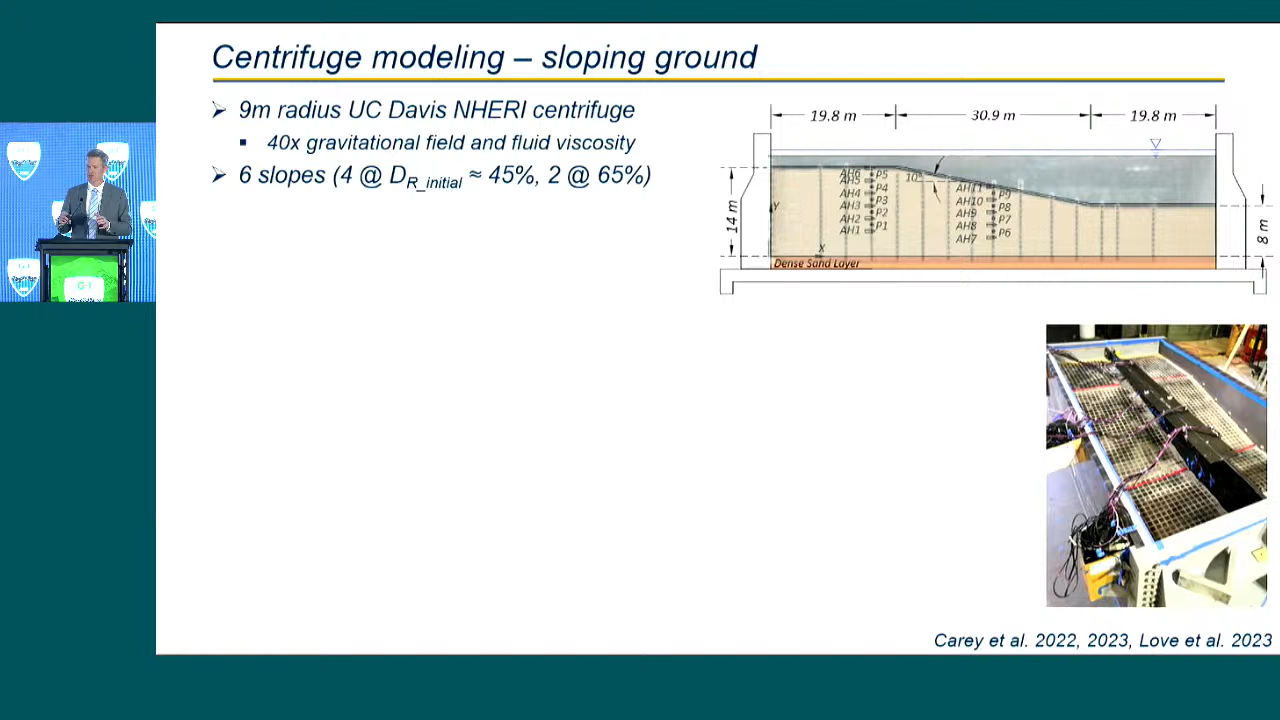 Centrifuge modeling – sloping ground
➢ 9m radius UC Davis NHERI centrifuge
▪ 40x gravitational field and fluid viscosity
➢ 6 slopes (4 @ DR_initial ≈ 45%, 2 @ 65%)
19.8 m
30.9 m
19.8 m
14 m
8 m
10°
AH6
AH5
AH4
AH3
AH2
AH1
P5
P4
P3
P2
P1
AH11
AH10
AH9
AH8
AH7
P9
P8
P7
P6
Y
X
Dense Sand Layer
G-I
Carey et al. 2022, 2023, Love et al. 2023